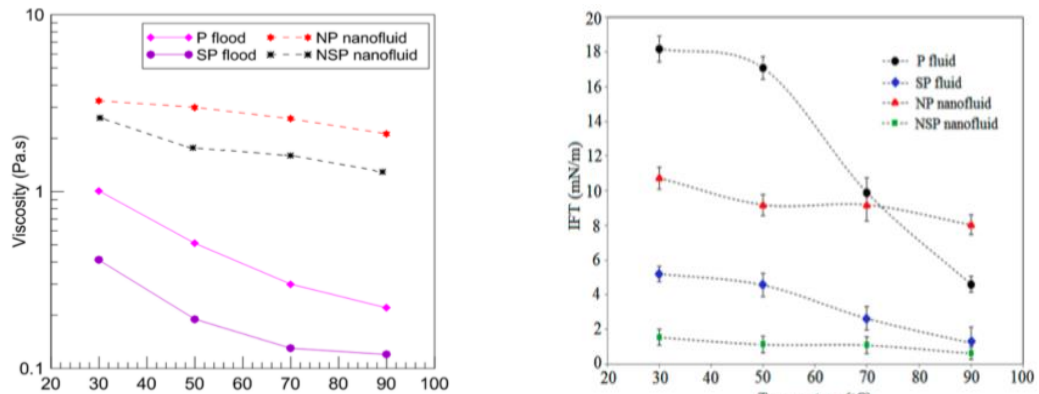 10
P flood NP nanofluid
SP flood NSP nanofluid
Viscosity (Pa.s)
1
0.1
20 30 40 50 60 70 80 90 100
20
18
16
14
12
10
8
6
4
2
0
IFT (mN/m)
P fluid
SP fluid
NP nanofluid
NSP nanofluid
20 30 40 50 60 70 80 90 100